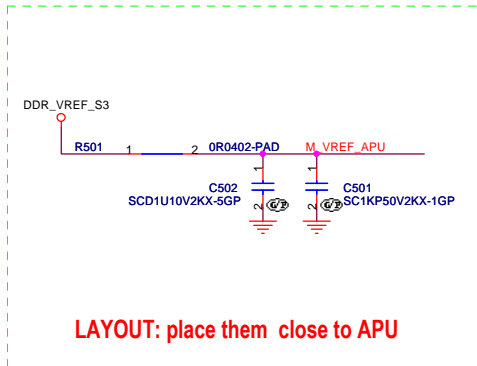 DDR_VREF_S3
R501 1 2 0R0402-PAD M_VREF_APU
1 1
C502 C501
SCD1U10V2KX-5GP SC1KP50V2KX-1GP
2 2
LAYOUT: place them close to APU